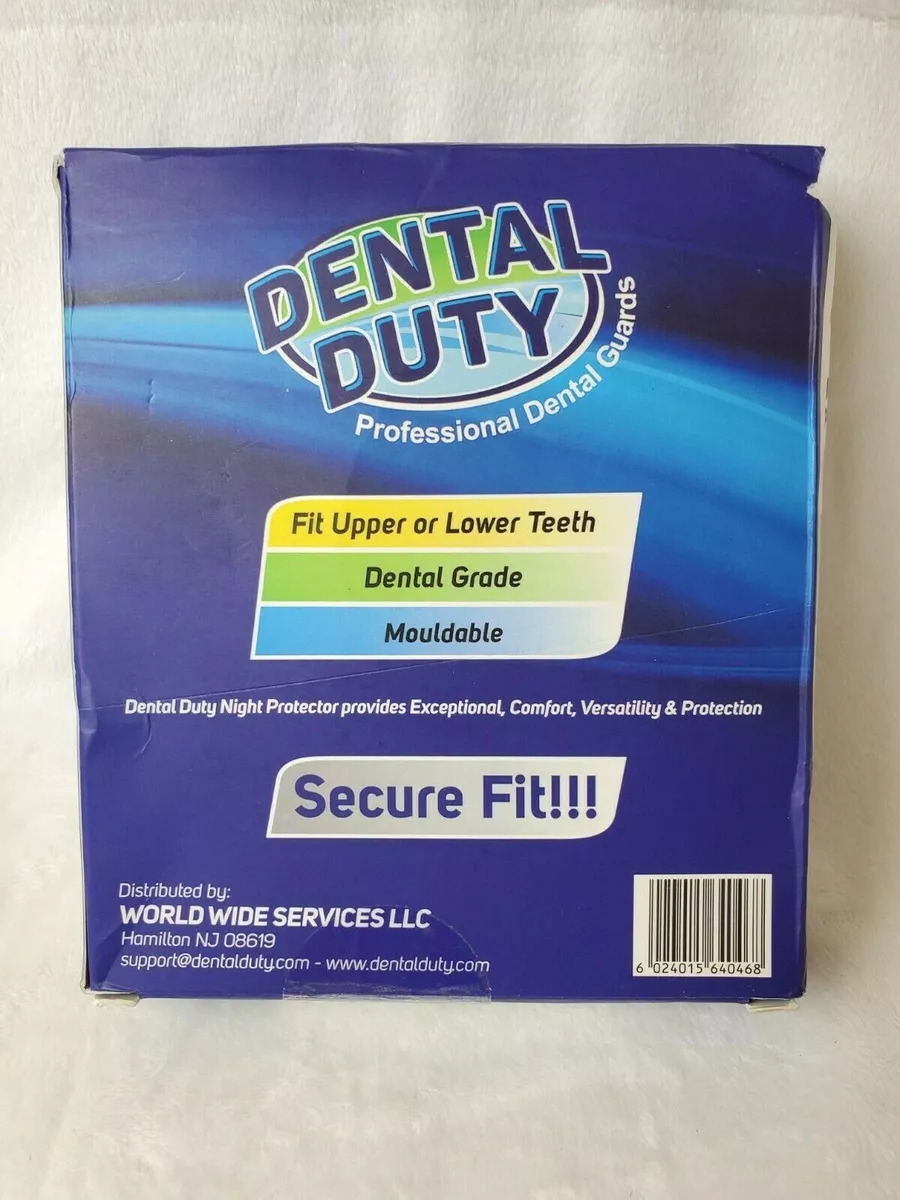 DENTAL
DUTY
Professional Dental Guards
Fit Upper or Lower Teeth
Dental Grade
Mouldable
Dental Duty Night Protector provides Exceptional, Comfort, Versatility & Protection
Secure Fit!!!
Distributed by:
WORLD WIDE SERVICES LLC
Hamilton NJ 08619
support@dentalduty.com - www.dentalduty.com
6 024015 640468